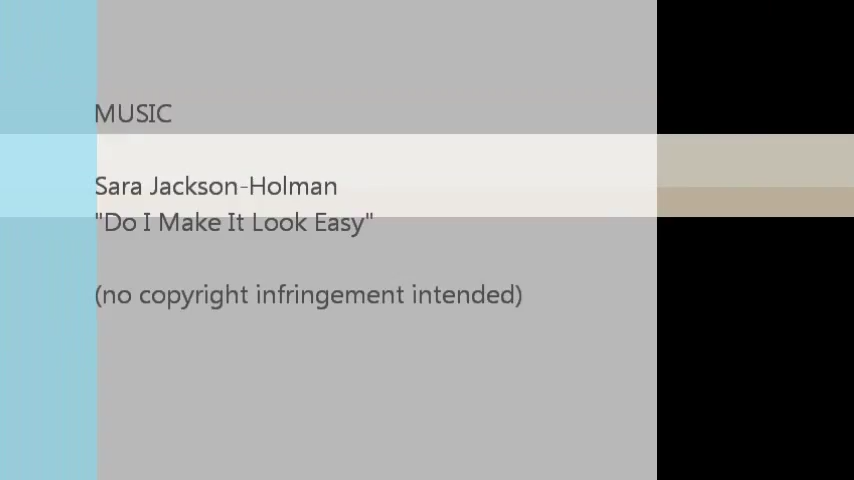 MUSIC
Sara Jackson-Holman
"Do I Make It Look Easy"
(no copyright infringement intended)